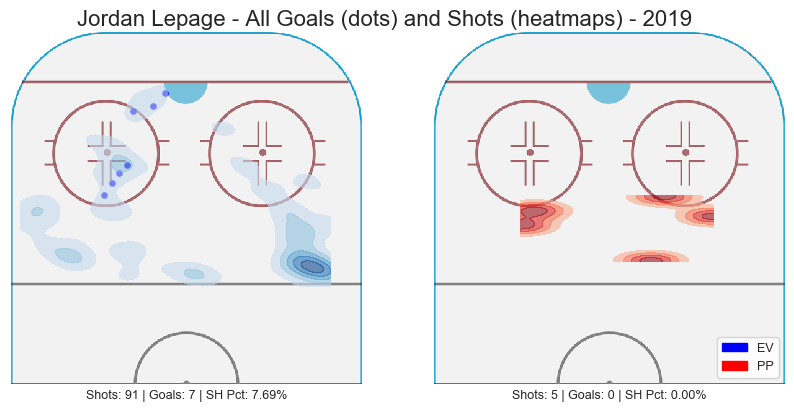 Jordan Lepage - All Goals (dots) and Shots (heatmaps) - 2019
EV
PP
Shots: 91 | Goals: 7 | SH Pct: 7.69%
Shots: 5 | Goals: 0 | SH Pct: 0.00%